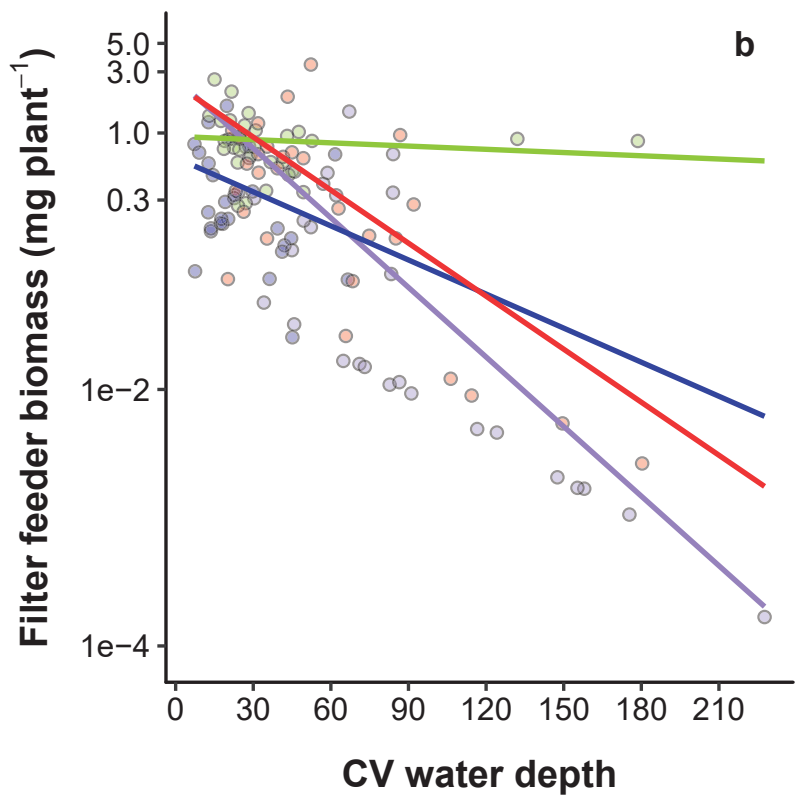 b
Filter feeder biomass (mg plant−1)
5.0
3.0
1.0
0.3
1e−2
1e−4
0 30 60 90 120 150 180 210
CV water depth